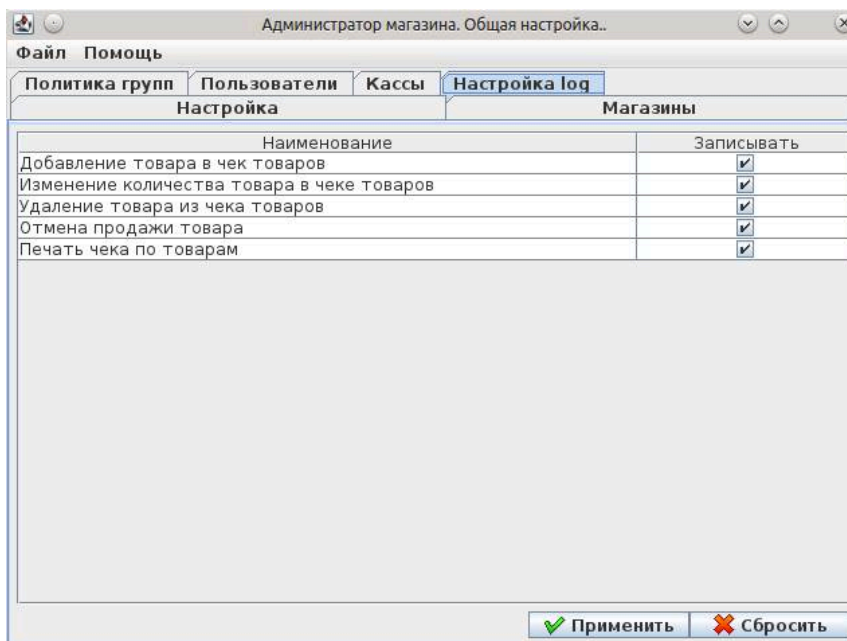 Администратор магазина. Общая настройка..
Файл Помощь
Политика групп Пользователи Кассы Настройка log
Настройка Магазины
Наименование Записывать
Добавление товара в чек товаров
Изменение количества товара в чеке товаров
Удаление товара из чека товаров
Отмена продажи товара
Печать чека по товарам
Применить Сбросить